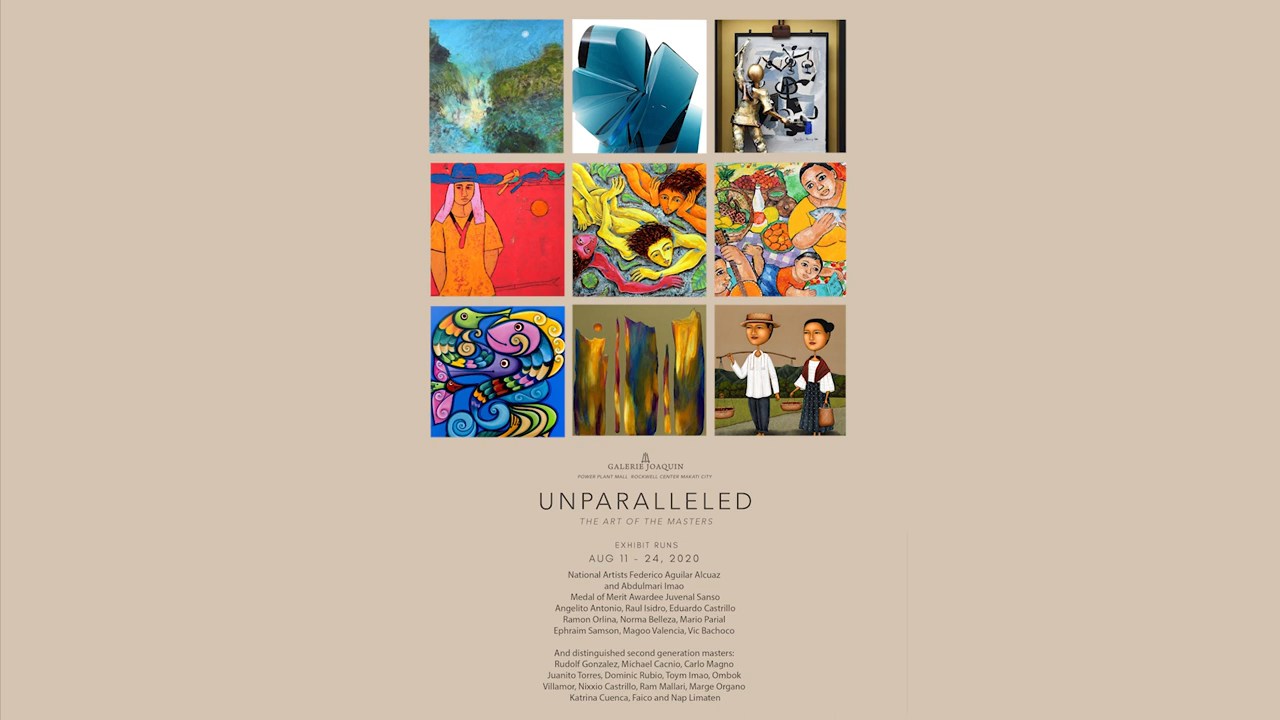 GALERIE JOAQUIN
POWER PLANT MALL ROCKWELL CENTER MAKATI CITY
UNPARALLELED
THE ART OF THE MASTERS
EXHIBIT RUNS
AUG 11 - 24, 2020
National Artists Federico Aguilar Alcuaz
and Abdulmari Imao
Medal of Merit Awardee Juvenal Sanso
Angelito Antonio, Raul Isidro, Eduardo Castrillo
Ramon Orlina, Norma Belleza, Mario Parial
Ephraim Samson, Magoo Valencia, Vic Bachoco
And distinguished second generation masters:
Rudolf Gonzalez, Michael Cacnio, Carlo Magno
Juanito Torres, Dominic Rubio, Toym Imao, Ombok
Villamor, Nixxio Castrillo, Ram Mallari, Marge Organo
Katrina Cuenca, Faico and Nap Limaten